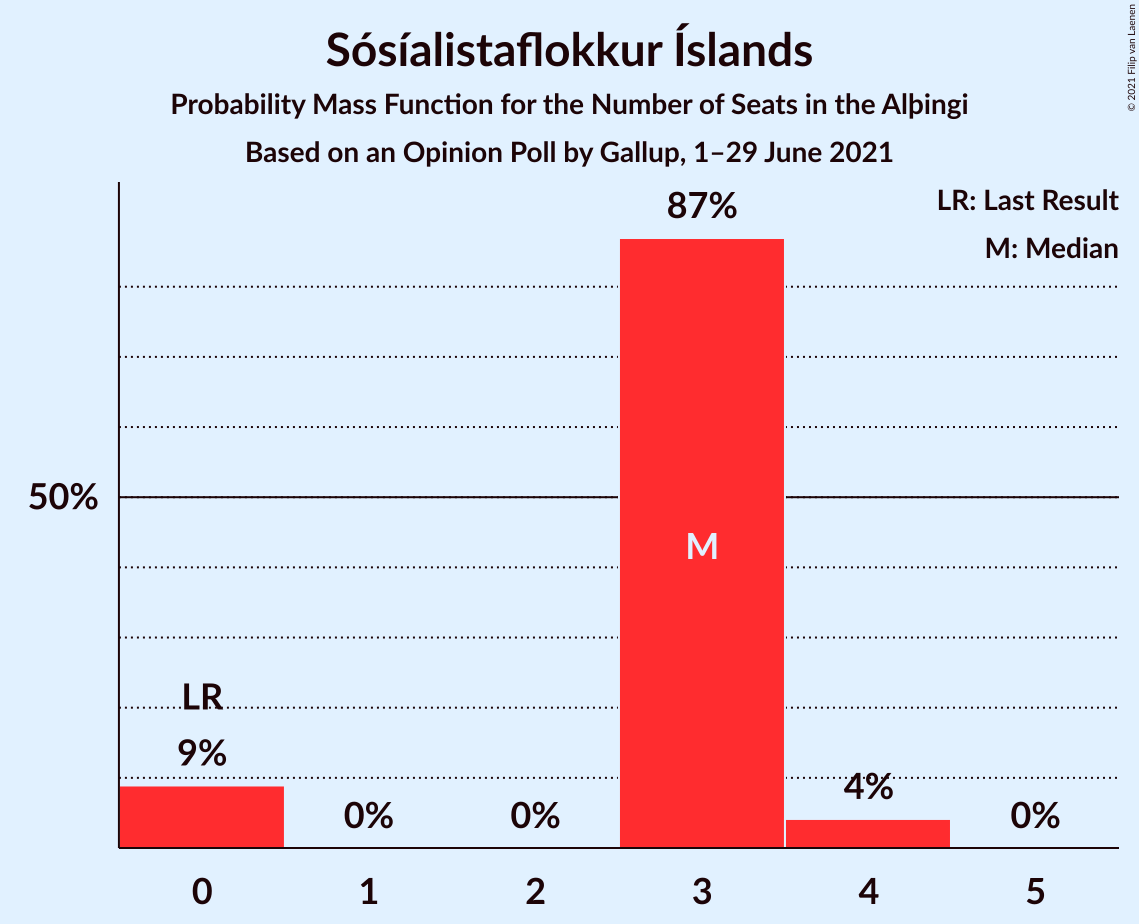 Sósíalistaflokkur Íslands
Probability Mass Function for the Number of Seats in the Alþingi
Based on an Opinion Poll by Gallup, 1–29 June 2021
© 2021 Filip van Laenen
LR: Last Result
M: Median
87%
50%
M
LR
9%
0%
0%
4%
0%
0
1
2
3
4
5